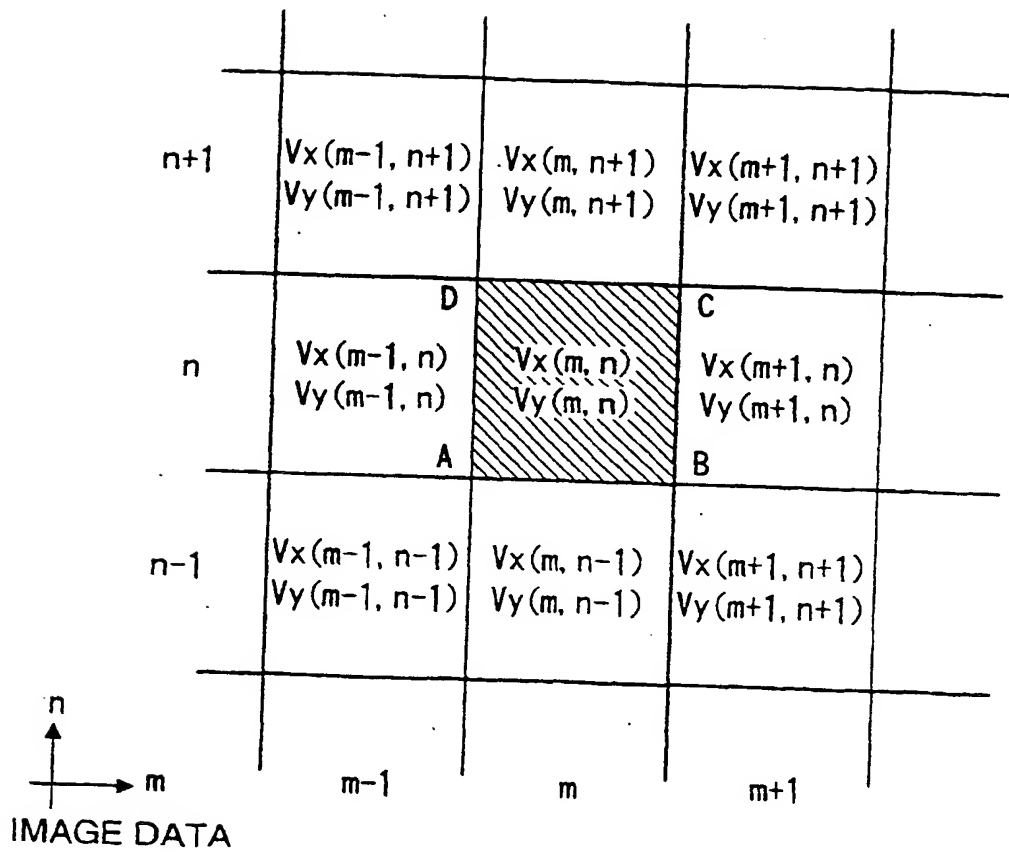 n+1
Vx(m-1, n+1)
Vy(m-1, n+1)
Vx(m, n+1)
Vy(m, n+1)
Vx(m+1, n+1)
Vy(m+1, n+1)
D
C
n
Vx(m-1, n)
Vy(m-1, n)
Vx(m, n)
Vy(m, n)
Vx(m+1, n)
Vy(m+1, n)
A
B
n-1
Vx(m-1, n-1)
Vy(m-1, n-1)
Vx(m, n-1)
Vy(m, n-1)
Vx(m+1, n+1)
Vy(m+1, n+1)
n
m
m-1
m
m+1
IMAGE DATA